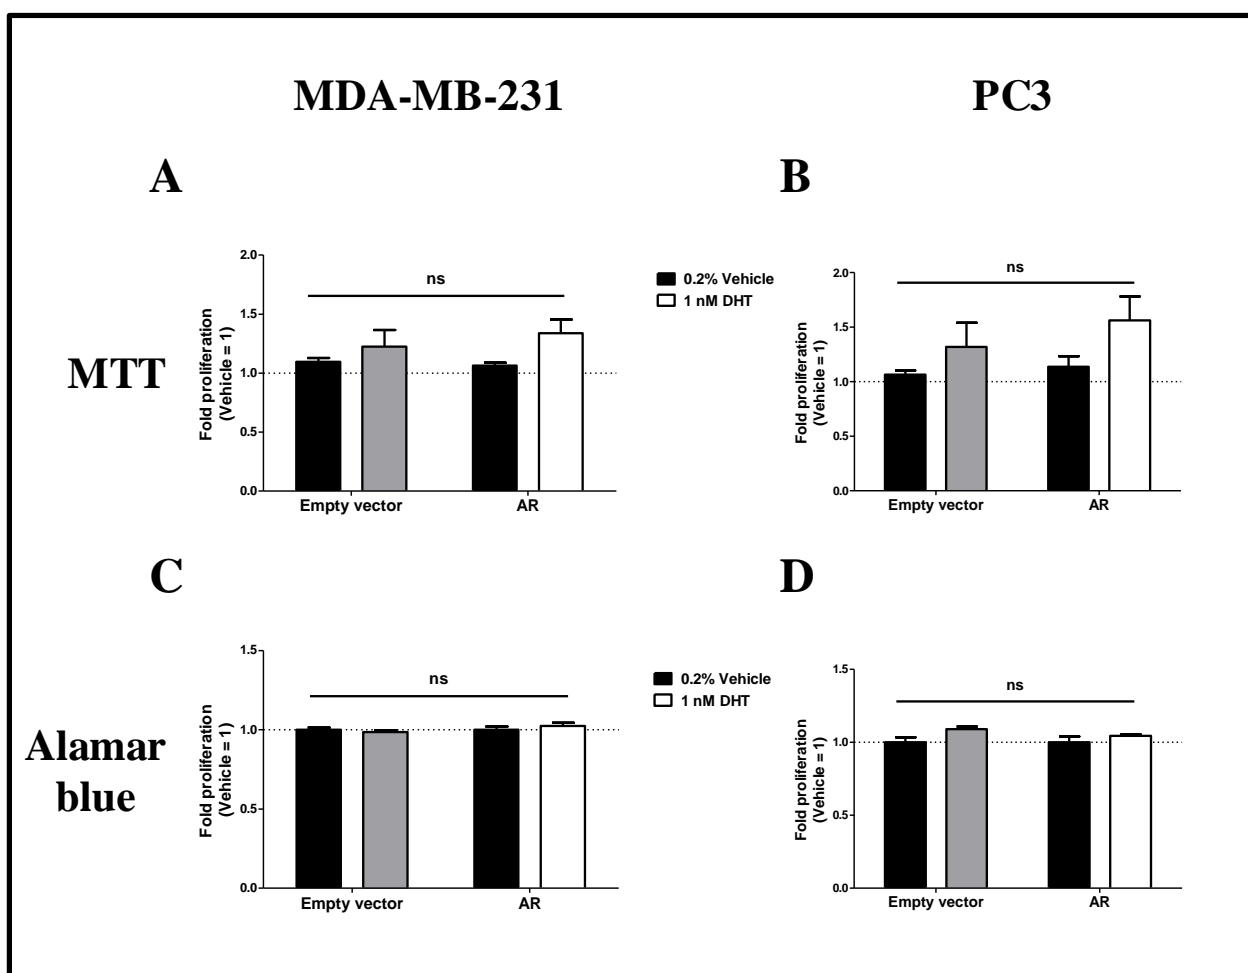 MDA-MB-231
PC3
A
B
MTT
Fold proliferation
(Vehicle = 1)
2.0
1.5
1.0
0.5
0.0
ns
Empty vector
AR
0.2% Vehicle
1 nM DHT
Fold proliferation
(Vehicle = 1)
2.0
1.5
1.0
0.5
0.0
ns
Empty vector
AR
C
D
Alamar
blue
Fold proliferation
(Vehicle = 1)
1.5
1.0
0.5
0.0
ns
Empty vector
AR
0.2% Vehicle
1 nM DHT
Fold proliferation
(Vehicle = 1)
1.5
1.0
0.5
0.0
ns
Empty vector
AR